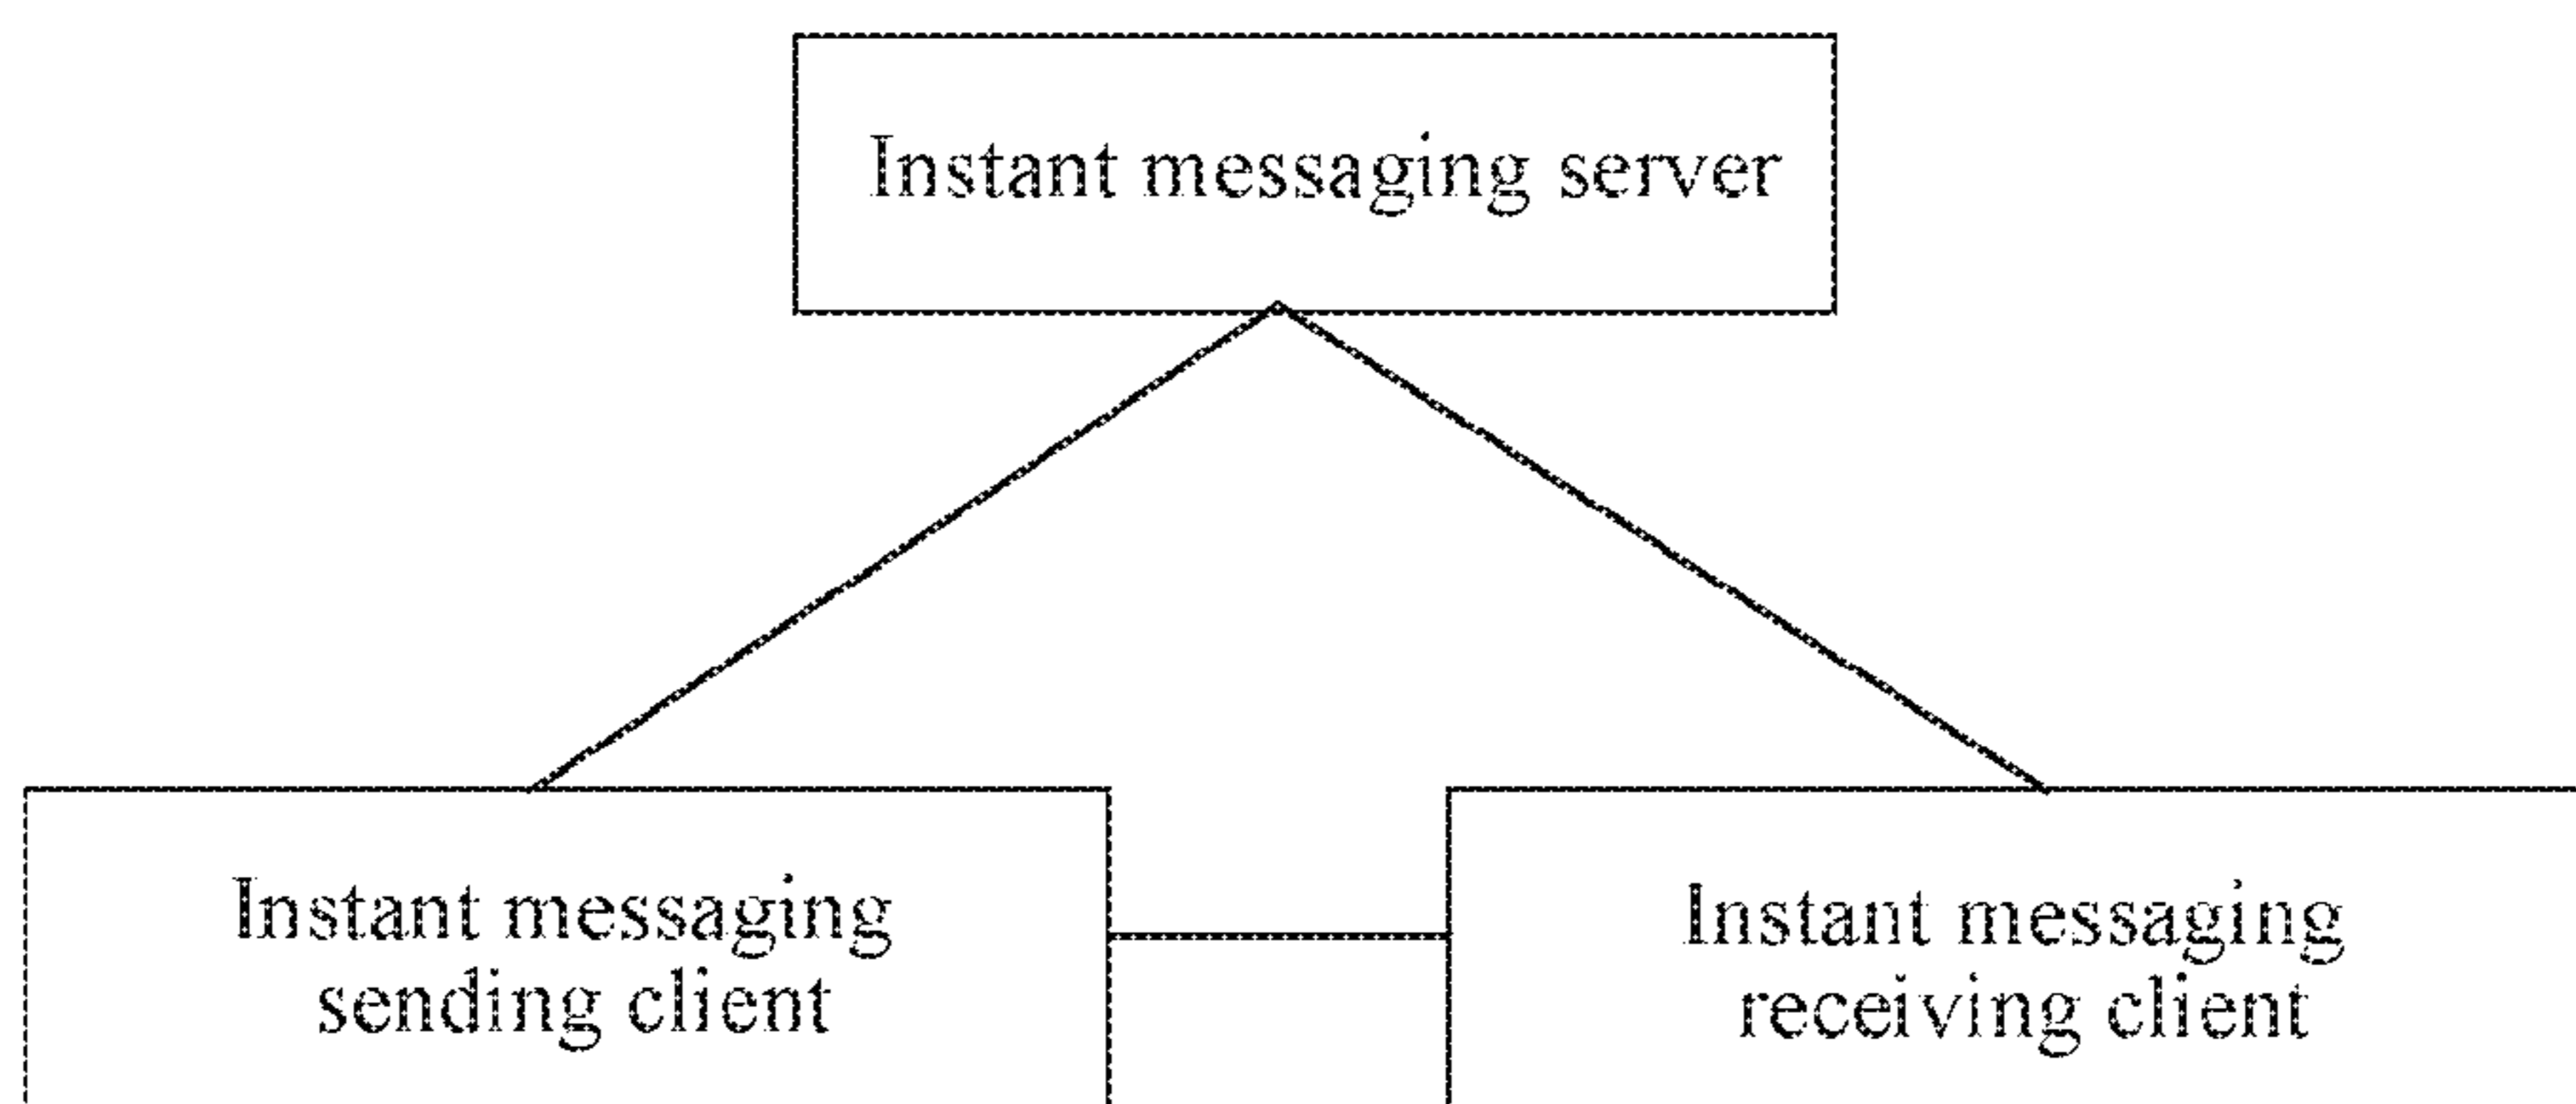 Instant messaging server
Instant messaging
sending client
Instant messaging
receiving client